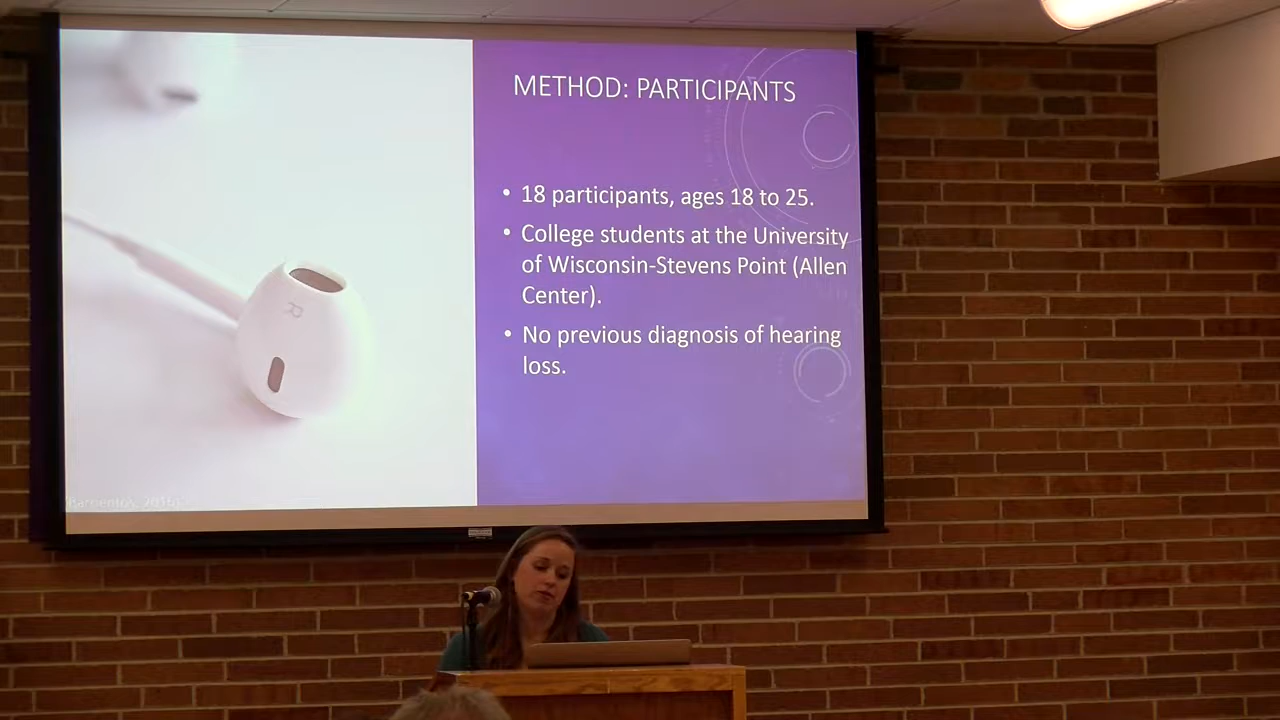 METHOD: PARTICIPANTS
• 18 participants, ages 18 to 25.
• College students at the University
of Wisconsin-Stevens Point (Allen
Center).
• No previous diagnosis of hearing
loss.
R